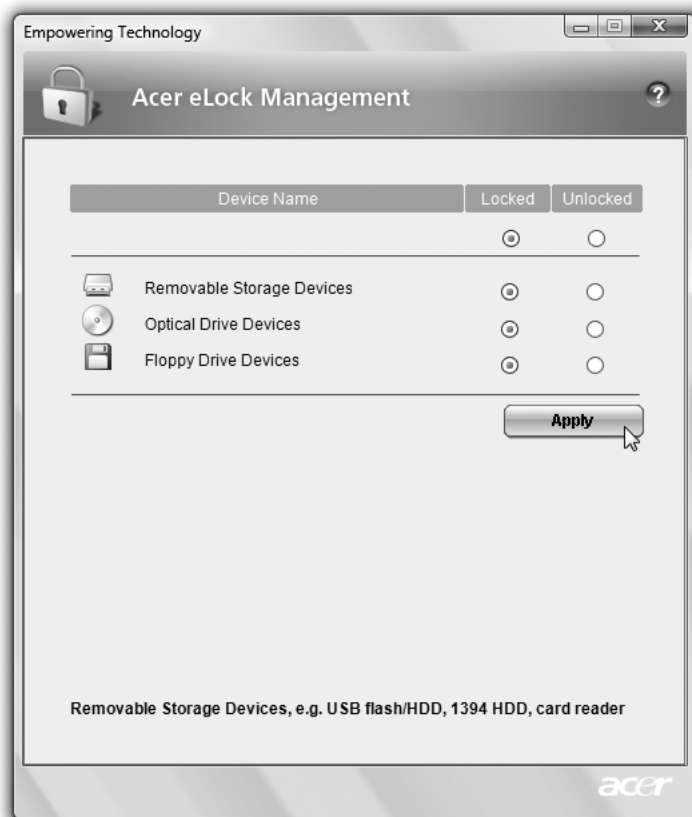 Empowering Technology
Acer eLock Management
?
Device Name Locked Unlocked
Removable Storage Devices
Optical Drive Devices
Floppy Drive Devices
Apply
Removable Storage Devices, e.g. USB flash/HDD, 1394 HDD, card reader
acer